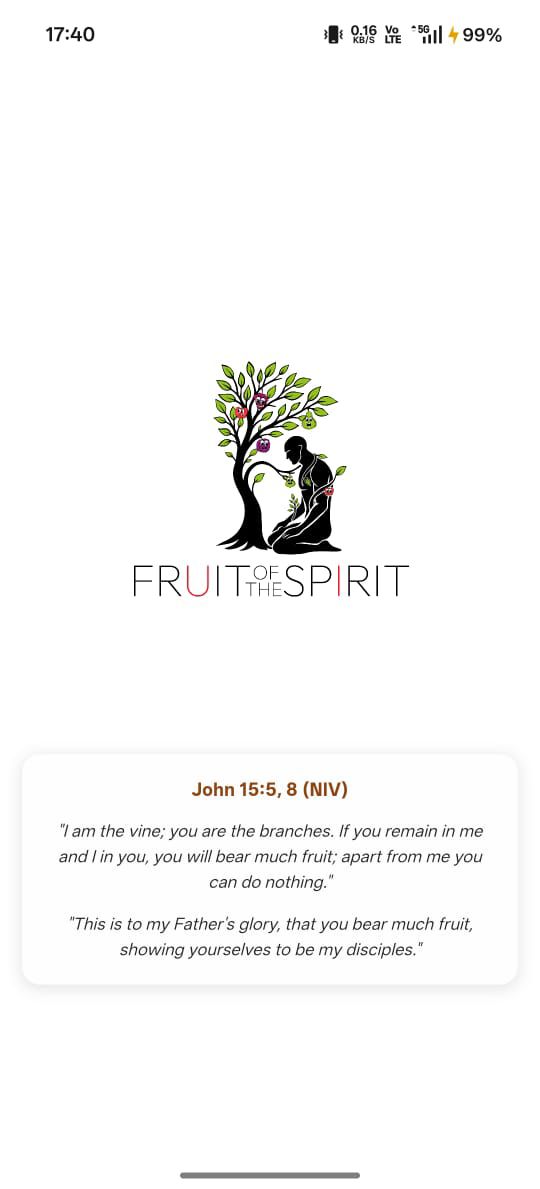 17:40
0.16 KB/S Vo LTE 5G 99%
FRUIT OF THE SPIRIT
John 15:5, 8 (NIV)
"I am the vine; you are the branches. If you remain in me
and I in you, you will bear much fruit; apart from me you
can do nothing."
"This is to my Father's glory, that you bear much fruit,
showing yourselves to be my disciples."